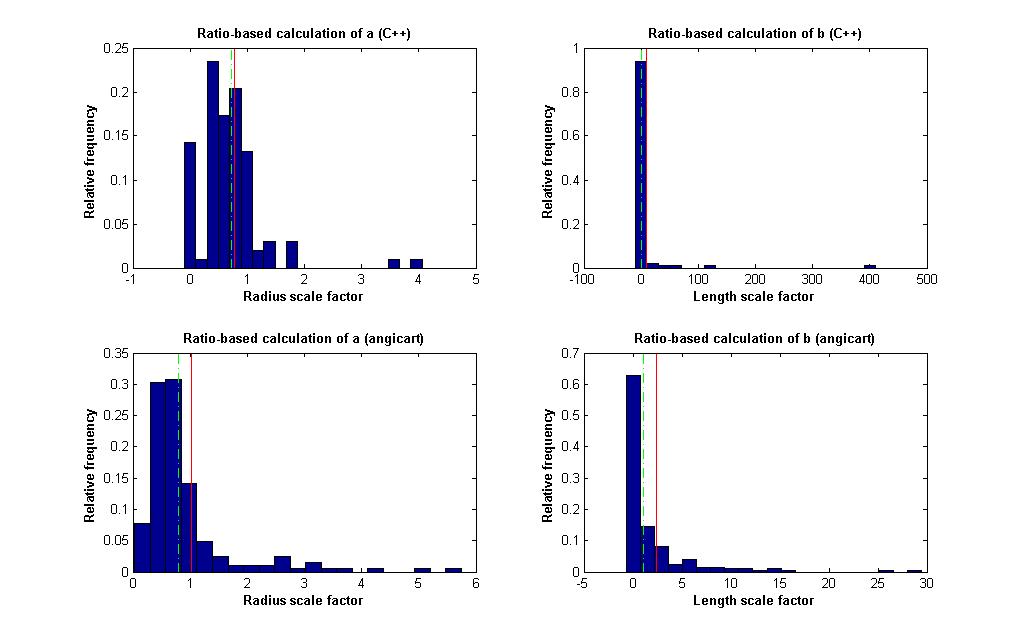 Ratio-based calculation of a (C++)
0.25
0.2
0.15
0.1
0.05
0
Relative frequency
-1 0 1 2 3 4 5
Radius scale factor
Ratio-based calculation of b (C++)
1
0.8
0.6
0.4
0.2
0
Relative frequency
-100 0 100 200 300 400 500
Length scale factor
Ratio-based calculation of a (angicart)
0.35
0.3
0.25
0.2
0.15
0.1
0.05
0
Relative frequency
0 1 2 3 4 5 6
Radius scale factor
Ratio-based calculation of b (angicart)
0.7
0.6
0.5
0.4
0.3
0.2
0.1
0
Relative frequency
-5 0 5 10 15 20 25 30
Length scale factor